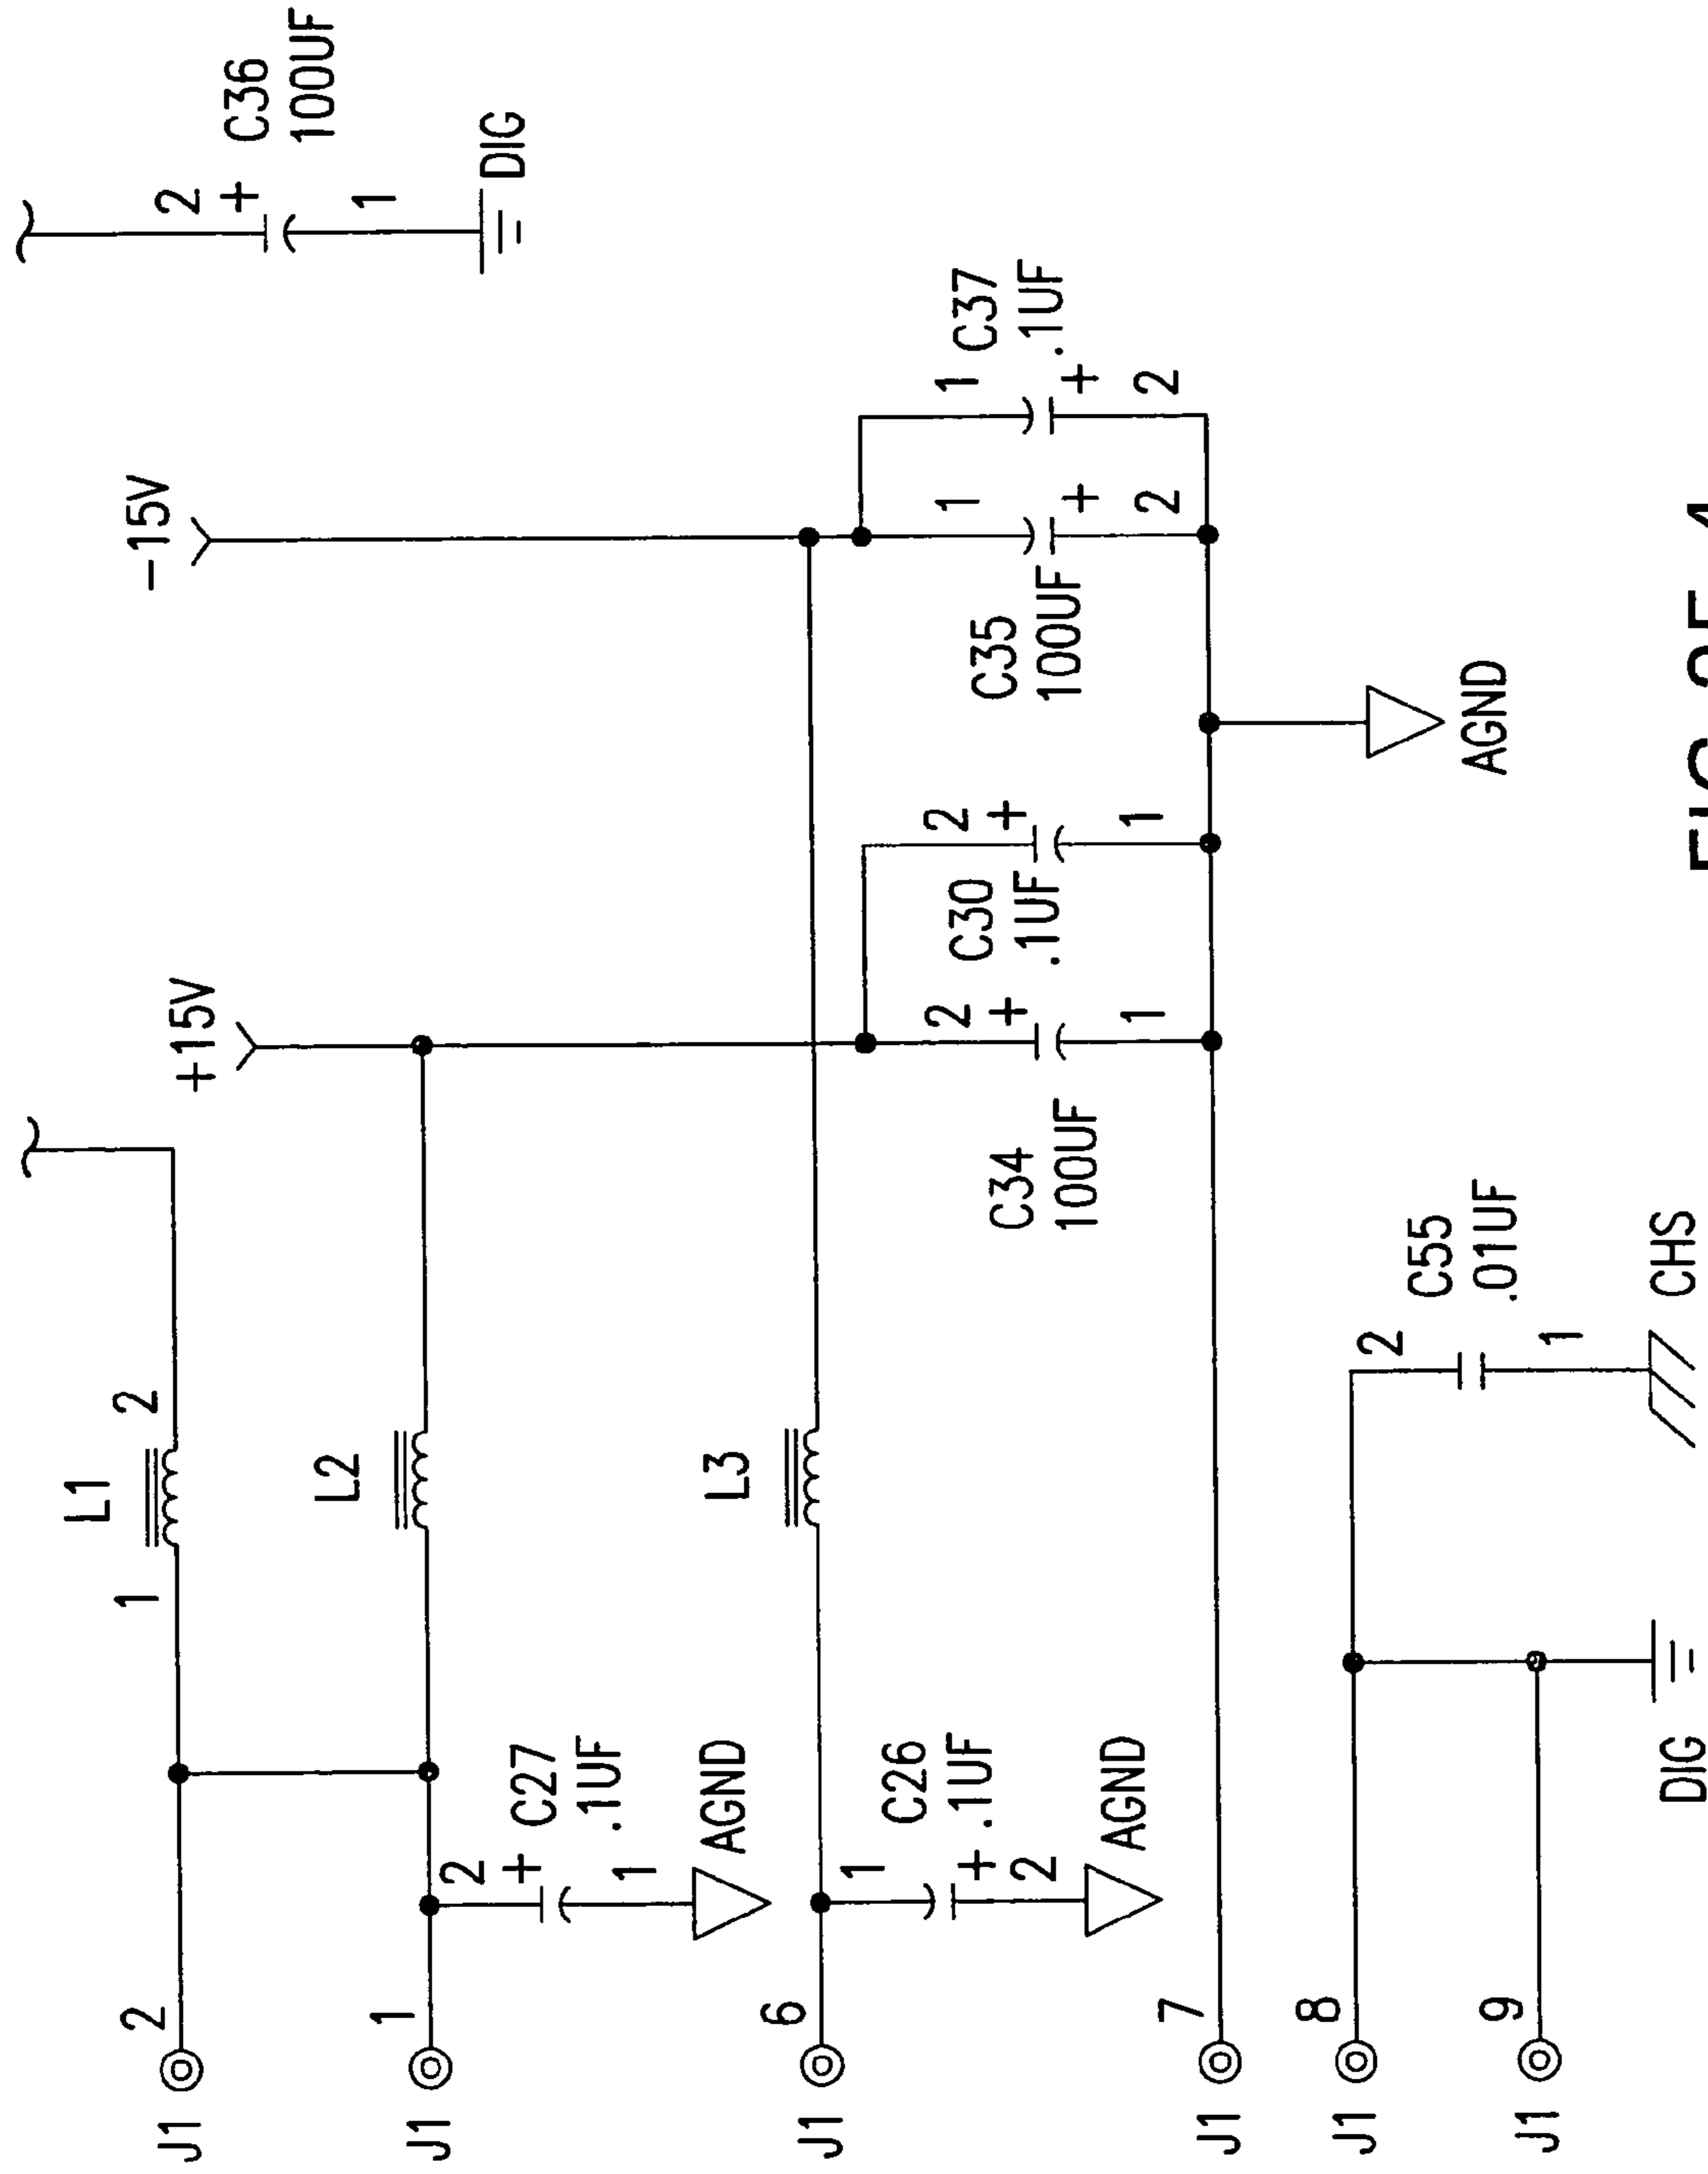 C36
100UF
2
+
1
DIG
-15V
+15V
1
C37
.1UF
+
2
1
+
2
C35
100UF
AGND
2
+
C30
.1UF
1
2
+
1
C34
100UF
L1
1
2
L2
L3
J1
2
J1
1
2
+
C27
.1UF
1
AGND
J1
6
1
C26
+
.1UF
2
AGND
J1
7
J1
8
J1
9
2
C55
.01UF
1
CHS
DIG